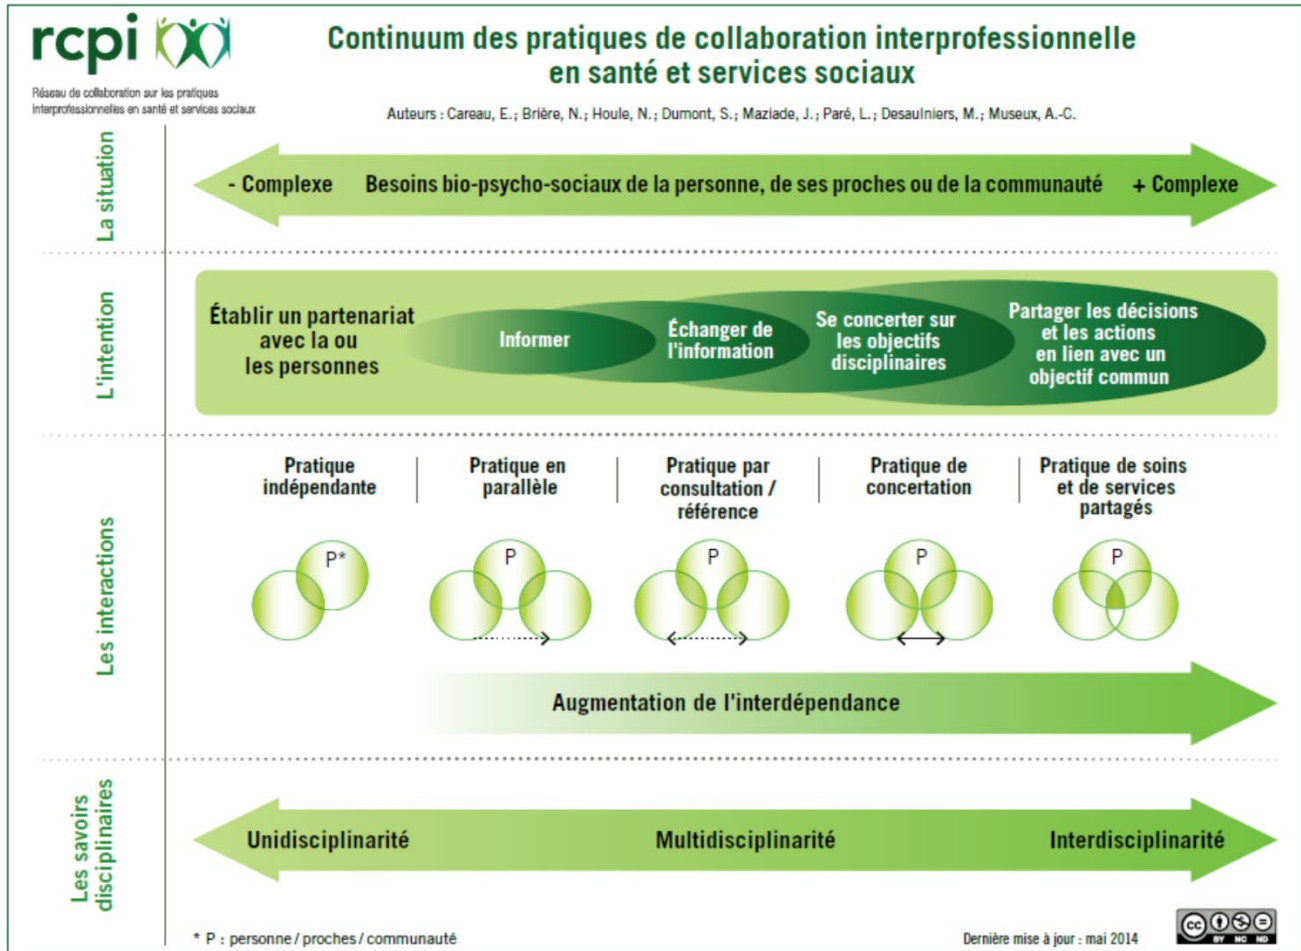 rcpi
Réseau de collaboration sur les pratiques
interprofessionnelles en santé et services sociaux
Continuum des pratiques de collaboration interprofessionnelle
en santé et services sociaux
Auteurs : Careau, E.; Brière, N.; Houle, N.; Dumont, S.; Maziade, J.; Paré, L.; Desaulniers, M.; Museux, A.-C.
La situation
- Complexe
Besoins bio-psycho-sociaux de la personne, de ses proches ou de la communauté
+ Complexe
L'intention
Établir un partenariat
avec la ou
les personnes
Informer
Échanger de
l'information
Se concerter sur
les objectifs
disciplinaires
Partager les décisions
et les actions
en lien avec un
objectif commun
Les interactions
Pratique
indépendante
Pratique en
parallèle
Pratique par
consultation /
référence
Pratique de
concertation
Pratique de soins
et de services
partagés
P*
P
P
P
P
Augmentation de l'interdépendance
Les savoirs
disciplinaires
Unidisciplinarité
Multidisciplinarité
Interdisciplinarité
* P : personne / proches / communauté
Dernière mise à jour : mai 2014
cc
BY NC ND